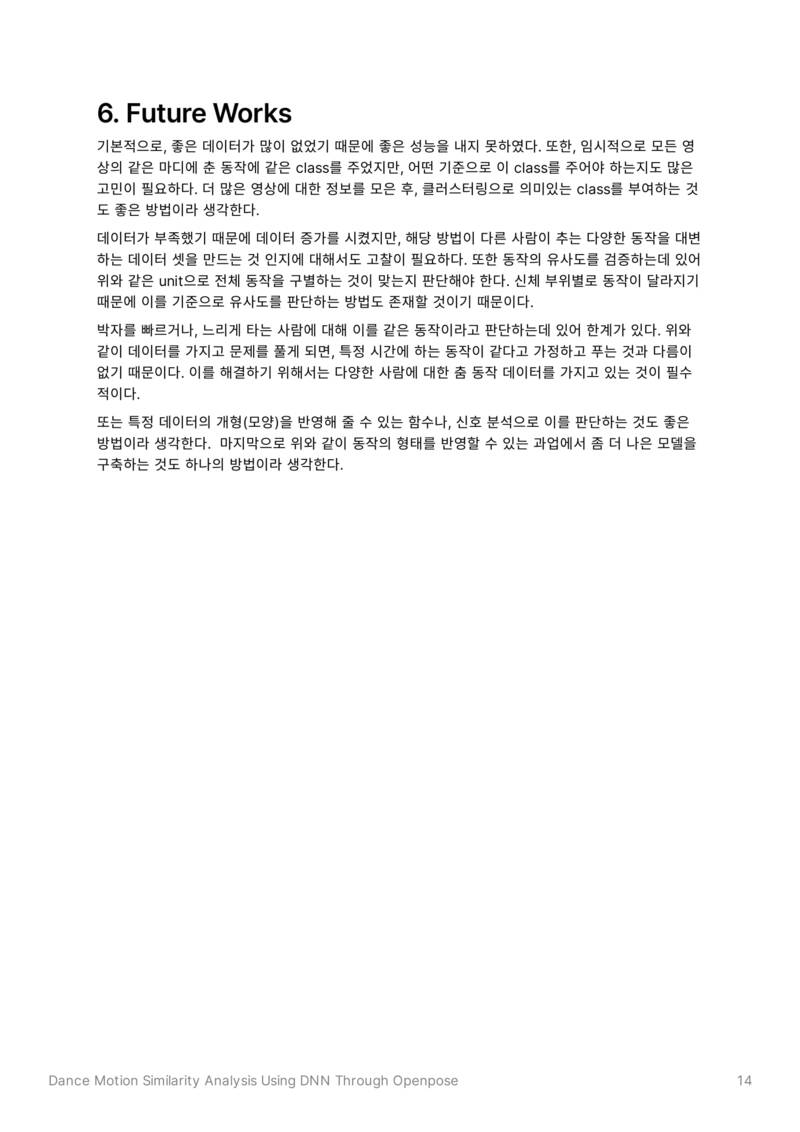 6. Future Works
기본적으로, 좋은 데이터가 많이 없었기 때문에 좋은 성능을 내지 못하였다. 또한, 임시적으로 모든 영
상의 같은 마디에 춘 동작에 같은 class를 주었지만, 어떤 기준으로 이 class를 주어야 하는지도 많은
고민이 필요하다. 더 많은 영상에 대한 정보를 모은 후, 클러스터링으로 의미있는 class를 부여하는 것
도 좋은 방법이라 생각한다.
데이터가 부족했기 때문에 데이터 증가를 시켰지만, 해당 방법이 다른 사람이 추는 다양한 동작을 대변
하는 데이터 셋을 만드는 것 인지에 대해서도 고찰이 필요하다. 또한 동작의 유사도를 검증하는데 있어
위와 같은 unit으로 전체 동작을 구별하는 것이 맞는지 판단해야 한다. 신체 부위별로 동작이 달라지기
때문에 이를 기준으로 유사도를 판단하는 방법도 존재할 것이기 때문이다.
박자를 빠르거나, 느리게 타는 사람에 대해 이를 같은 동작이라고 판단하는데 있어 한계가 있다. 위와
같이 데이터를 가지고 문제를 풀게 되면, 특정 시간에 하는 동작이 같다고 가정하고 푸는 것과 다름이
없기 때문이다. 이를 해결하기 위해서는 다양한 사람에 대한 춤 동작 데이터를 가지고 있는 것이 필수
적이다.
또는 특정 데이터의 개형(모양)을 반영해 줄 수 있는 함수나, 신호 분석으로 이를 판단하는 것도 좋은
방법이라 생각한다.  마지막으로 위와 같이 동작의 형태를 반영할 수 있는 과업에서 좀 더 나은 모델을
구축하는 것도 하나의 방법이라 생각한다.
Dance Motion Similarity Analysis Using DNN Through Openpose
14